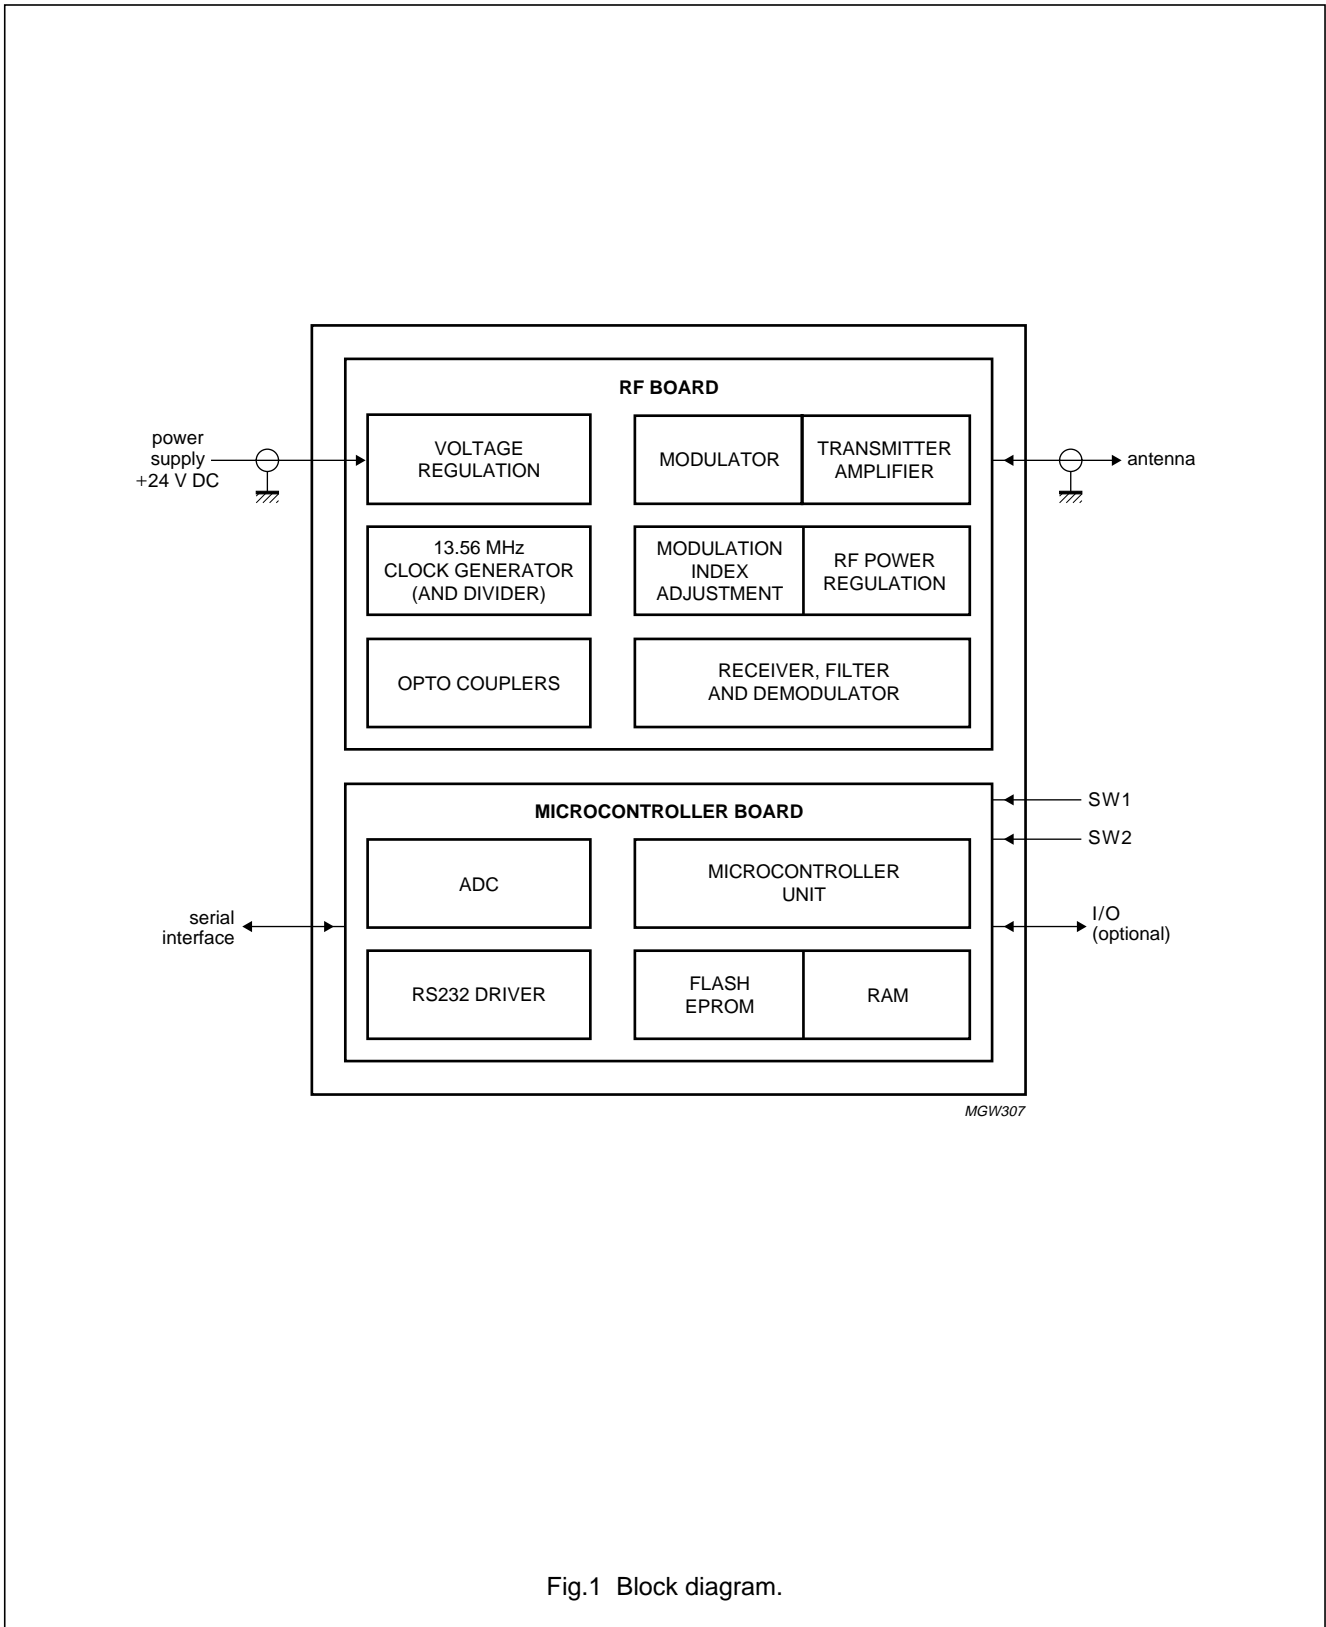 RF BOARD
power
supply
+24 V DC
VOLTAGE
REGULATION
MODULATOR
TRANSMITTER
AMPLIFIER
antenna
13.56 MHz
CLOCK GENERATOR
(AND DIVIDER)
MODULATION
INDEX
ADJUSTMENT
RF POWER
REGULATION
OPTO COUPLERS
RECEIVER, FILTER
AND DEMODULATOR
MICROCONTROLLER BOARD
SW1
SW2
ADC
MICROCONTROLLER
UNIT
serial
interface
I/O
(optional)
RS232 DRIVER
FLASH
EPROM
RAM
MGW307
Fig.1 Block diagram.